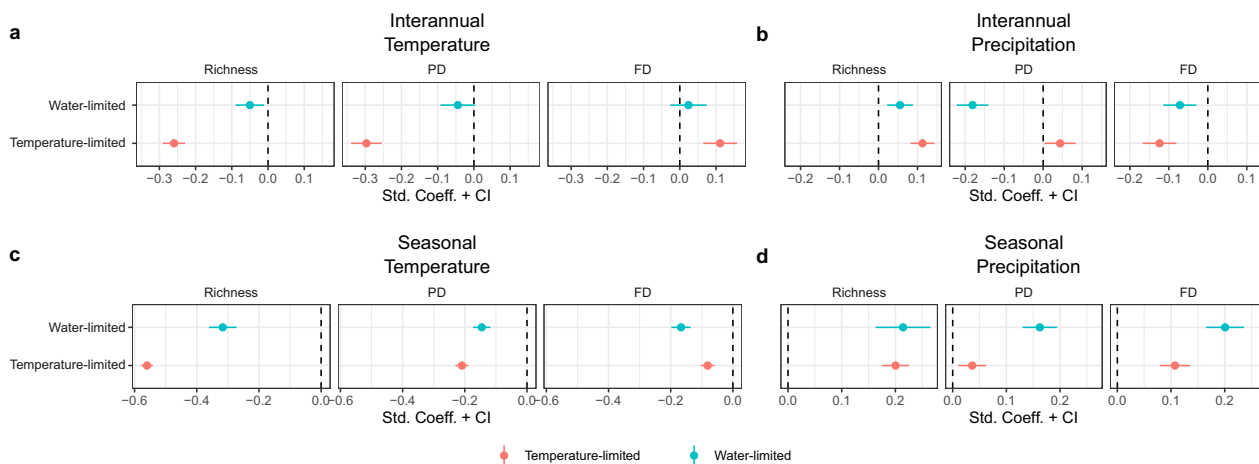 a
Interannual
Temperature
Richness
PD
FD
Water-limited
Temperature-limited
−0.3 −0.2 −0.1 0.0 0.1
−0.3 −0.2 −0.1 0.0 0.1
−0.3 −0.2 −0.1 0.0 0.1
Std. Coeff. + CI
b
Interannual
Precipitation
Richness
PD
FD
−0.2 −0.1 0.0 0.1
−0.2 −0.1 0.0 0.1
−0.2 −0.1 0.0 0.1
Std. Coeff. + CI
c
Seasonal
Temperature
Richness
PD
FD
Water-limited
Temperature-limited
−0.6 −0.4 −0.2 0.0
−0.6 −0.4 −0.2 0.0
−0.6 −0.4 −0.2 0.0
Std. Coeff. + CI
d
Seasonal
Precipitation
Richness
PD
FD
0.0 0.1 0.2
0.0 0.1 0.2
0.0 0.1 0.2
Std. Coeff. + CI
Temperature-limited
Water-limited